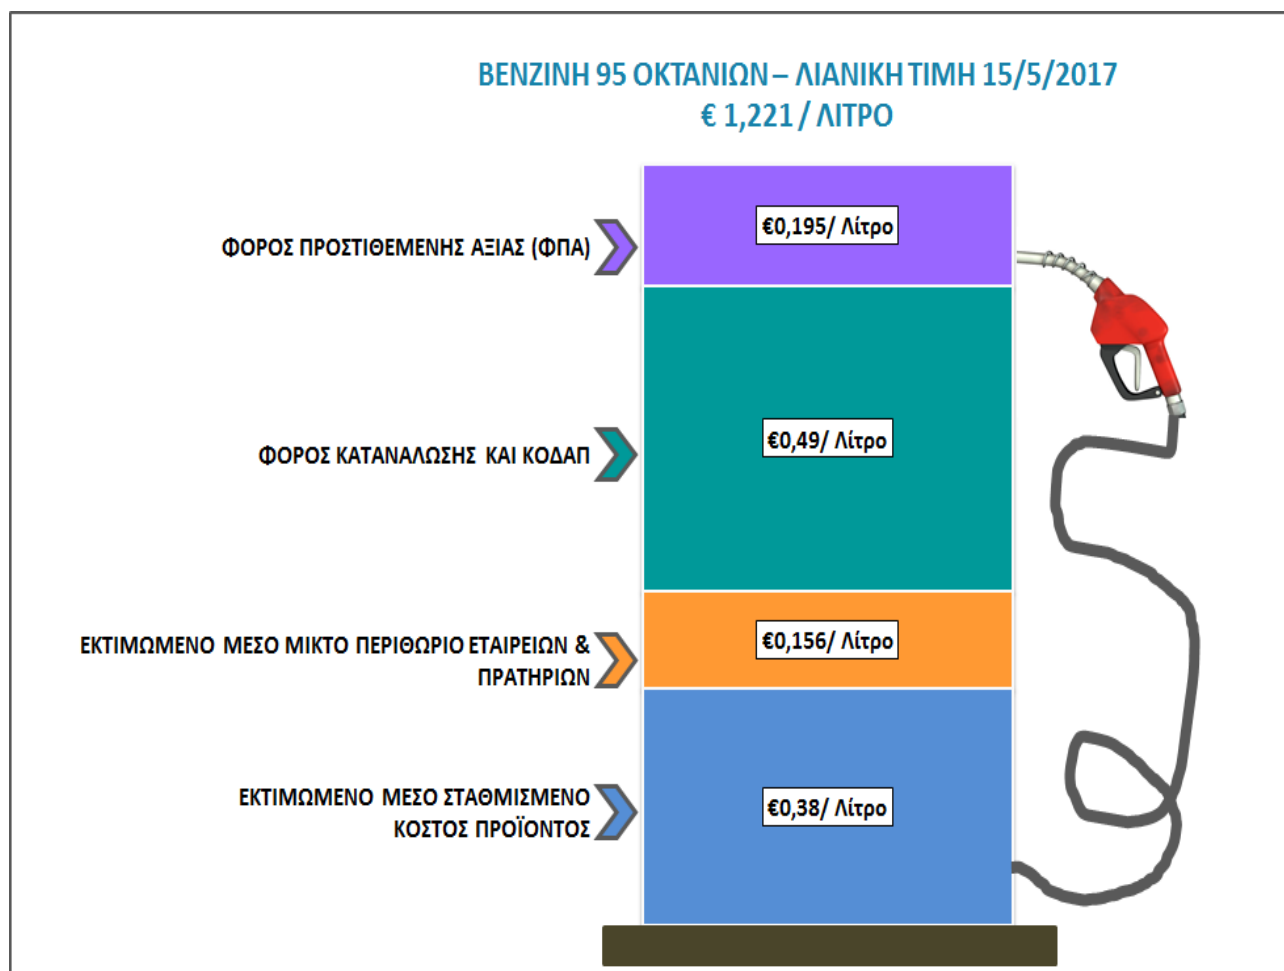 ΒΕΝΖΙΝΗ 95 ΟΚΤΑΝΙΩΝ – ΛΙΑΝΙΚΗ ΤΙΜΗ 15/5/2017
€ 1,221 / ΛΙΤΡΟ
ΦΟΡΟΣ ΠΡΟΣΤΙΘΕΜΕΝΗΣ ΑΞΙΑΣ (ΦΠΑ)
€0,195/ Λίτρο
ΦΟΡΟΣ ΚΑΤΑΝΑΛΩΣΗΣ ΚΑΙ ΚΟΔΑΠ
€0,49/ Λίτρο
ΕΚΤΙΜΩΜΕΝΟ ΜΕΣΟ ΜΙΚΤΟ ΠΕΡΙΘΩΡΙΟ ΕΤΑΙΡΕΙΩΝ &
ΠΡΑΤΗΡΙΩΝ
€0,156/ Λίτρο
ΕΚΤΙΜΩΜΕΝΟ ΜΕΣΟ ΣΤΑΘΜΙΣΜΕΝΟ
ΚΟΣΤΟΣ ΠΡΟΪΟΝΤΟΣ
€0,38/ Λίτρο